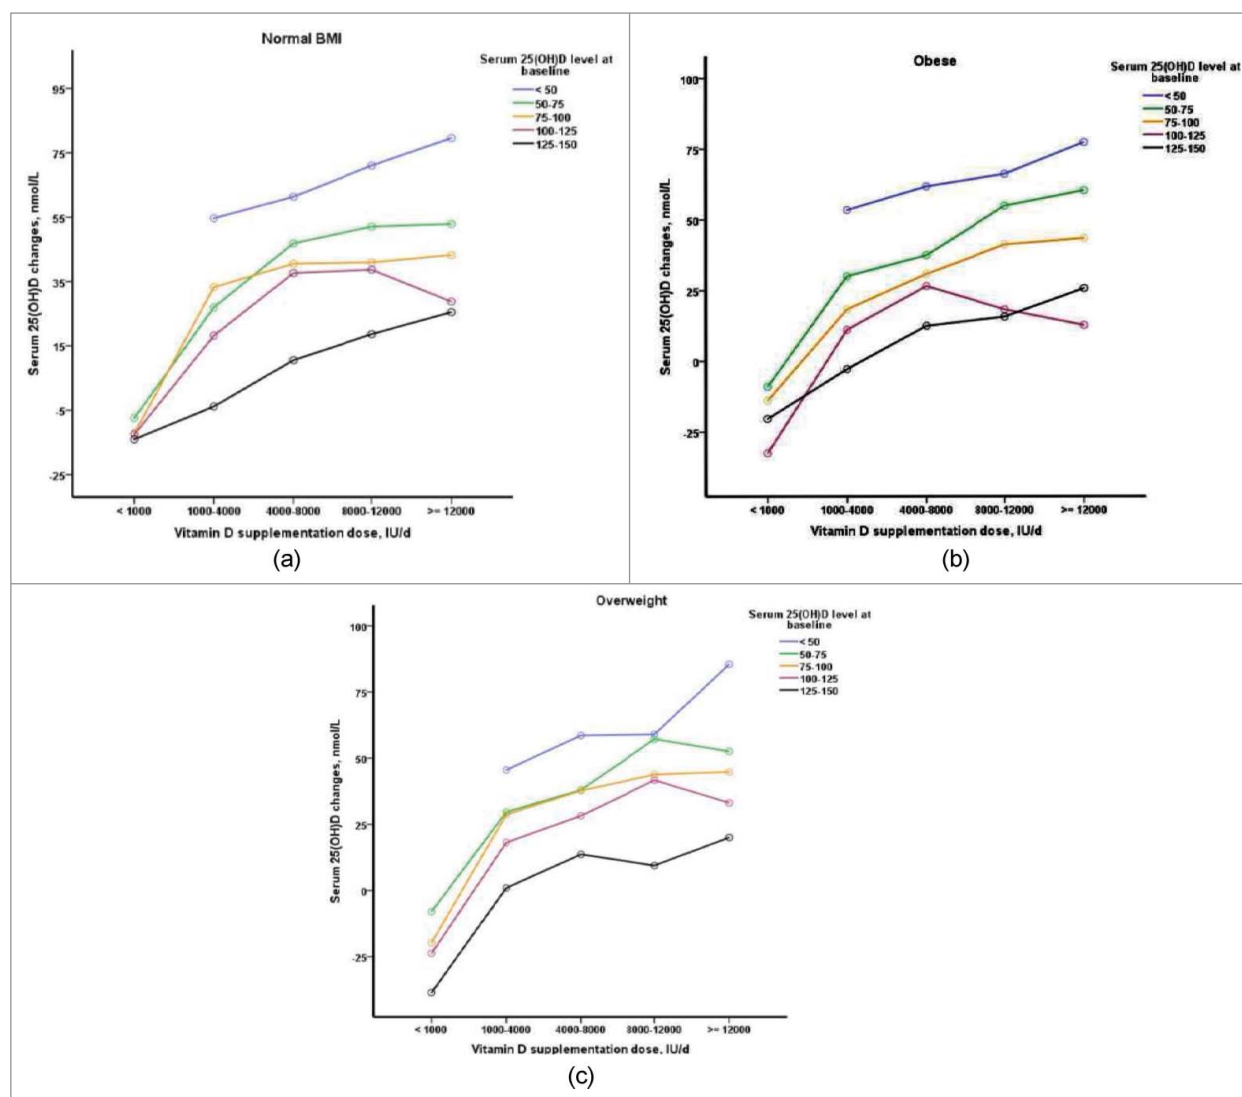 Normal BMI
Serum 25(OH)D level at
baseline
< 50
50-75
75-100
100-125
125-150
95
75
55
35
15
-5
-25
Serum 25(OH)D changes, nmol/L
< 1000
1000-4000
4000-8000
8000-12000
>= 12000
Vitamin D supplementation dose, IU/d
(a)
Obese
Serum 25(OH)D level at
baseline
< 50
50-75
75-100
100-125
125-150
100
75
50
25
0
-25
Serum 25(OH)D changes, nmol/L
< 1000
1000-4000
4000-8000
8000-12000
>= 12000
Vitamin D supplementation dose, IU/d
(b)
Overweight
Serum 25(OH)D level at
baseline
< 50
50-75
75-100
100-125
125-150
100
75
50
25
0
-25
Serum 25(OH)D changes, nmol/L
< 1000
1000-4000
4000-8000
8000-12000
>= 12000
Vitamin D supplementation dose, IU/d
(c)